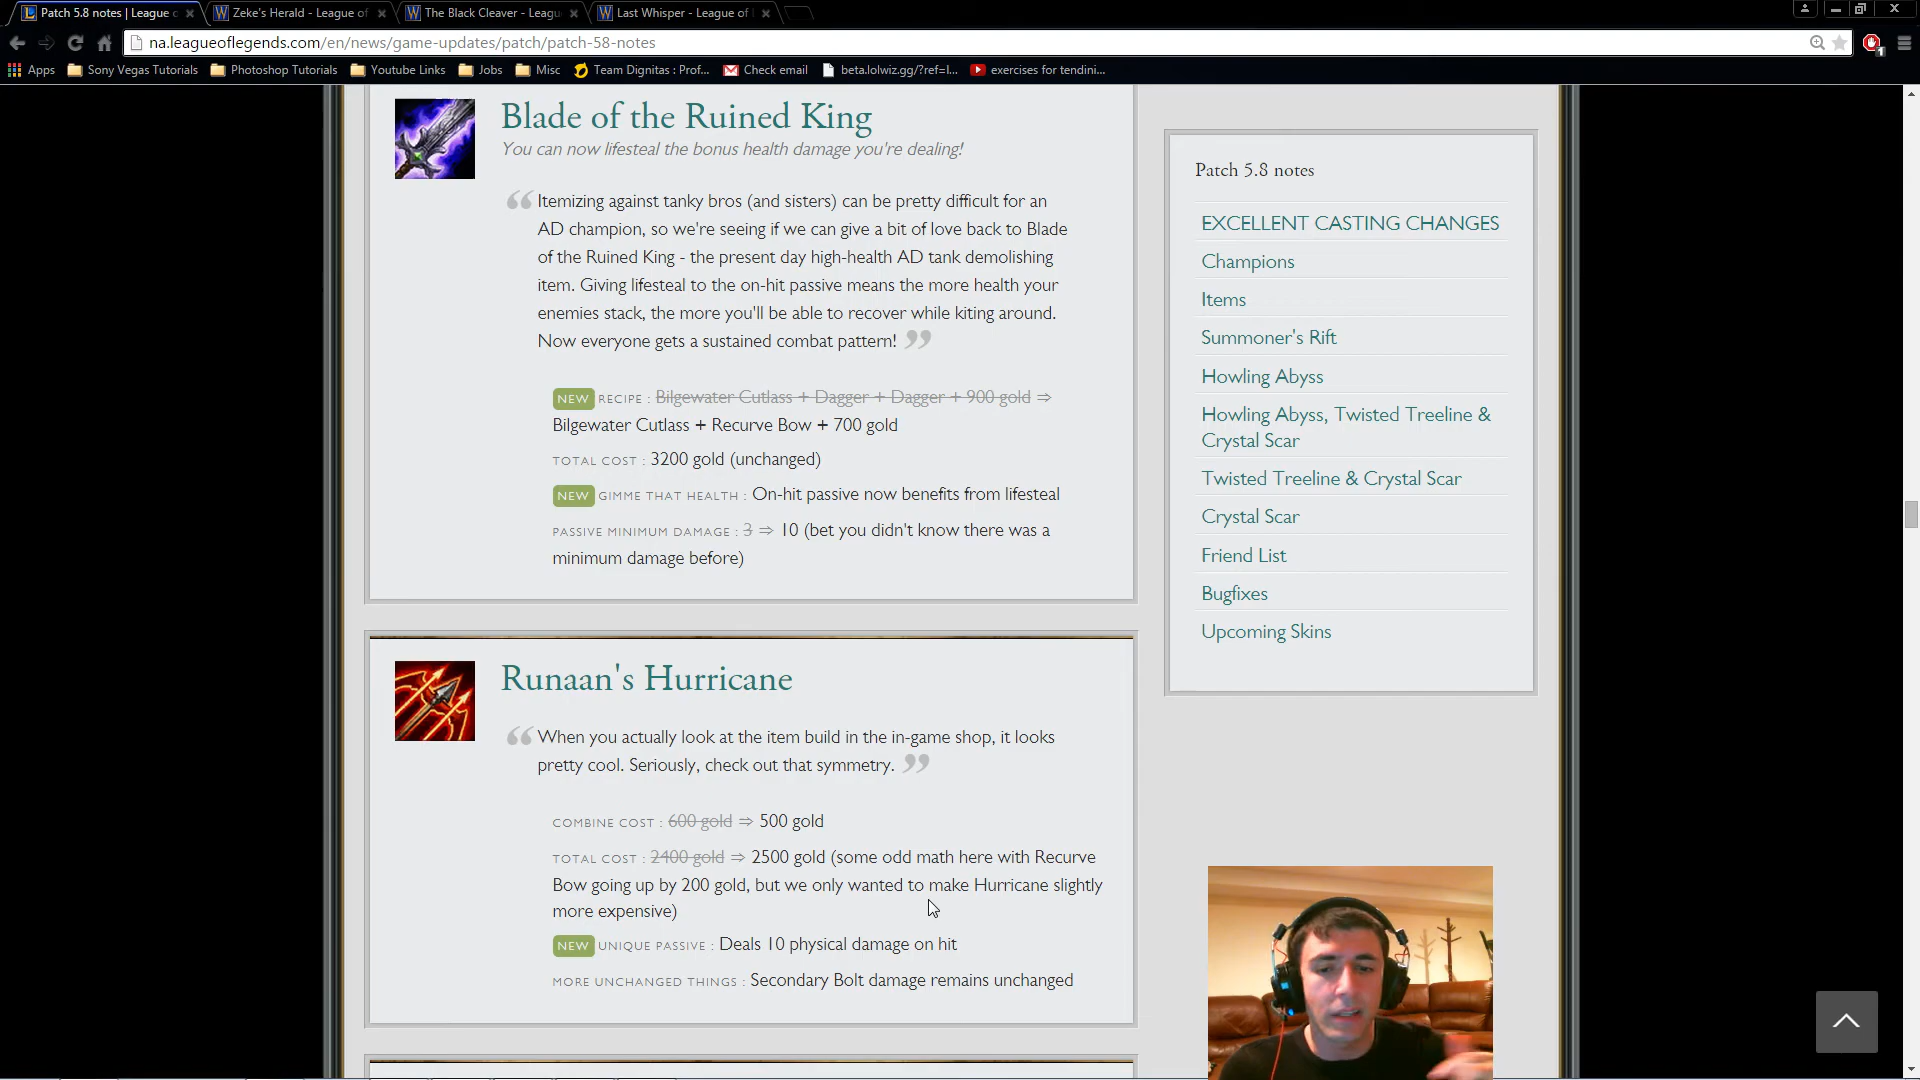 Patch 5.8 notes | League o
Zeke's Herald - League of
The Black Cleaver - Leagu
Last Whisper - League of
na.leagueoflegends.com/en/news/game-updates/patch/patch-58-notes
1
Apps
Sony Vegas Tutorials
Photoshop Tutorials
Youtube Links
Jobs
Misc
Team Dignitas : Prof...
Check email
beta.lolwiz.gg/?ref=l...
exercises for tendini...
Blade of the Ruined King
You can now lifesteal the bonus health damage you're dealing!
“ Itemizing against tanky bros (and sisters) can be pretty difficult for an
AD champion, so we're seeing if we can give a bit of love back to Blade
of the Ruined King - the present day high-health AD tank demolishing
item. Giving lifesteal to the on-hit passive means the more health your
enemies stack, the more you'll be able to recover while kiting around.
Now everyone gets a sustained combat pattern! ”
NEW RECIPE : Bilgewater Cutlass + Dagger + Dagger + 900 gold ⇒
Bilgewater Cutlass + Recurve Bow + 700 gold
TOTAL COST : 3200 gold (unchanged)
NEW GIMME THAT HEALTH : On-hit passive now benefits from lifesteal
PASSIVE MINIMUM DAMAGE : 3 ⇒ 10 (bet you didn't know there was a
minimum damage before)
Runaan's Hurricane
“ When you actually look at the item build in the in-game shop, it looks
pretty cool. Seriously, check out that symmetry. ”
COMBINE COST : 600 gold ⇒ 500 gold
TOTAL COST : 2400 gold ⇒ 2500 gold (some odd math here with Recurve
Bow going up by 200 gold, but we only wanted to make Hurricane slightly
more expensive)
NEW UNIQUE PASSIVE : Deals 10 physical damage on hit
MORE UNCHANGED THINGS : Secondary Bolt damage remains unchanged
Patch 5.8 notes
EXCELLENT CASTING CHANGES
Champions
Items
Summoner's Rift
Howling Abyss
Howling Abyss, Twisted Treeline &
Crystal Scar
Twisted Treeline & Crystal Scar
Crystal Scar
Friend List
Bugfixes
Upcoming Skins